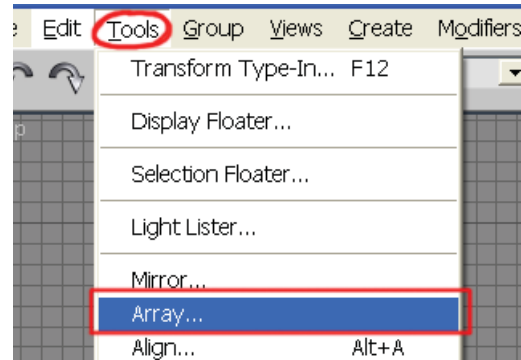 Edit Tools Group Views Create Modifiers
Transform Type-In... F12
Display Floater...
Selection Floater...
Light Lister...
Mirror...
Array...
Align... Alt+A